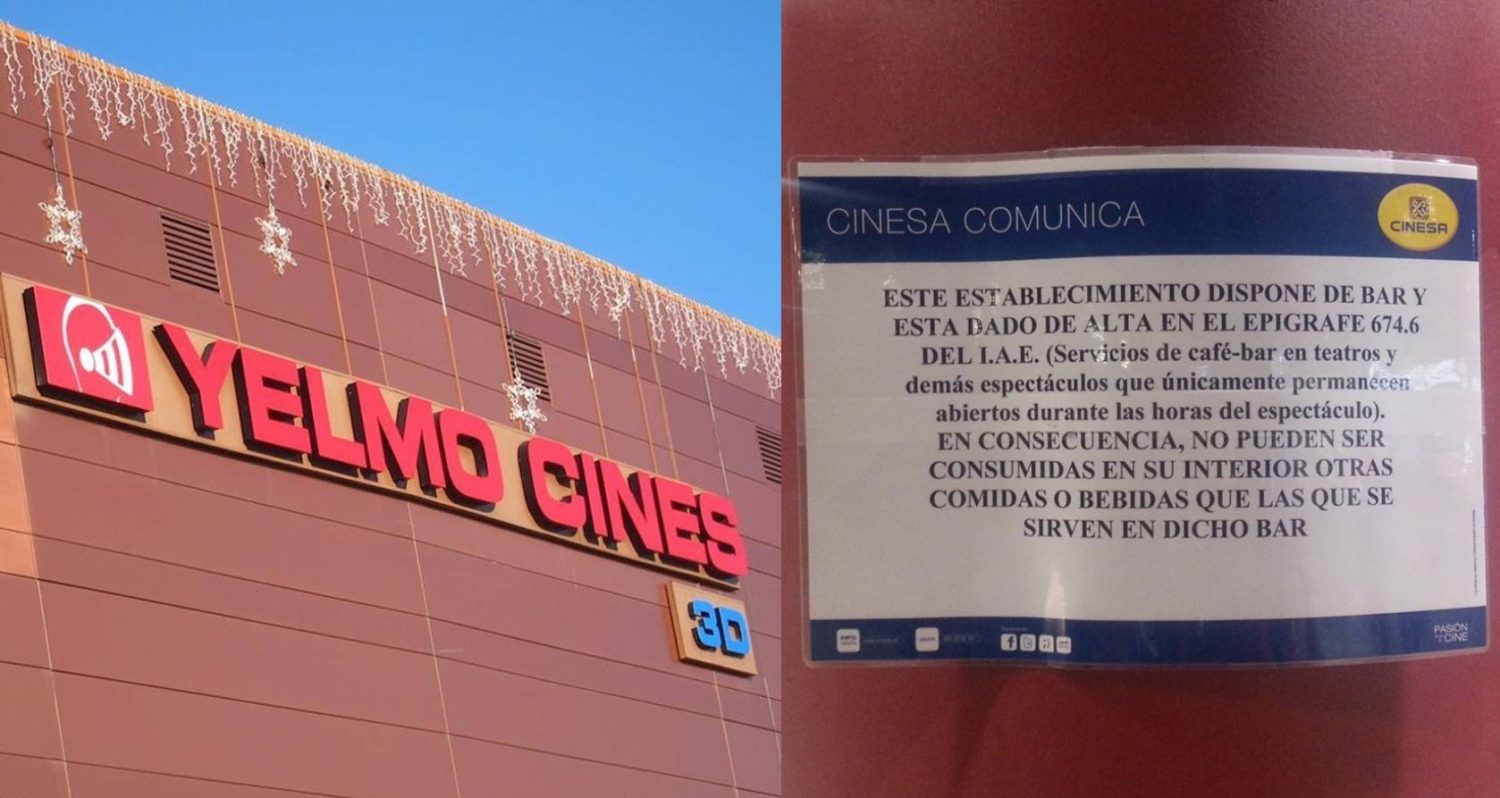 YELMO CINES
3D
CINESA COMUNICA
CINESA
ESTE ESTABLECIMIENTO DISPONE DE BAR Y
ESTA DADO DE ALTA EN EL EPIGRAFE 674.6
DEL I.A.E. (Servicios de café-bar en teatros y
demás espectáculos que únicamente permanecen
abiertos durante las horas del espectáculo).
EN CONSECUENCIA, NO PUEDEN SER
CONSUMIDAS EN SU INTERIOR OTRAS
COMIDAS O BEBIDAS QUE LAS QUE SE
SIRVEN EN DICHO BAR
PASIÓN
CINE